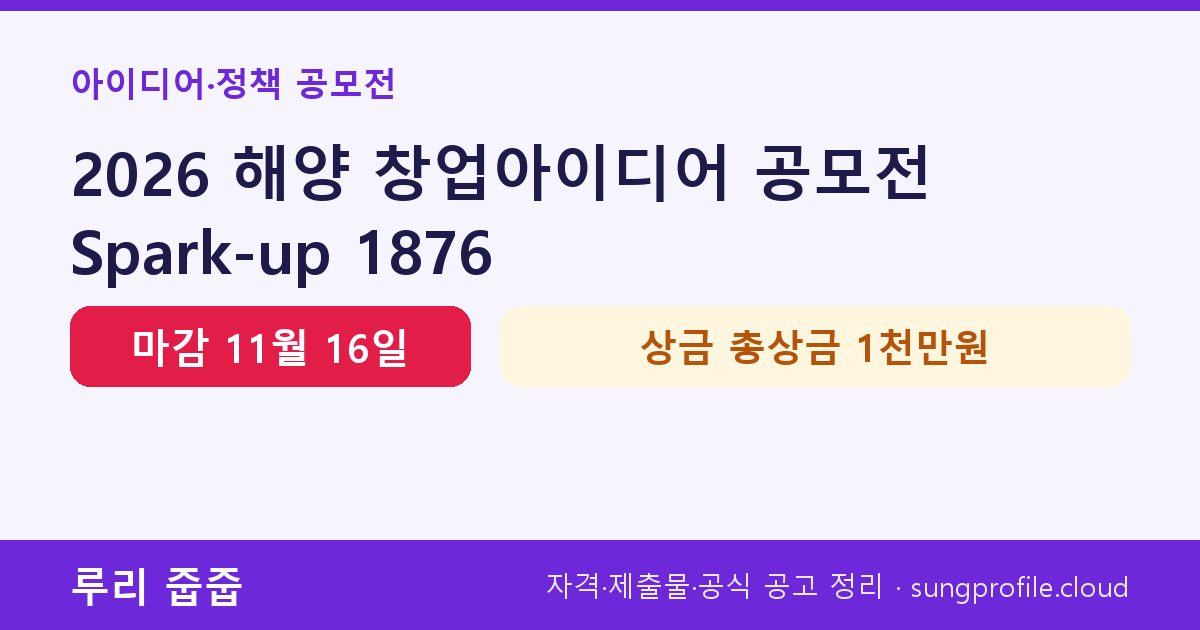 아이디어·정책 공모전
2026 해양 창업아이디어 공모전
Spark-up 1876
마감 11월 16일
상금 총상금 1천만원
루리 줍줍
자격·제출물·공식 공고 정리 · sungprofile.cloud